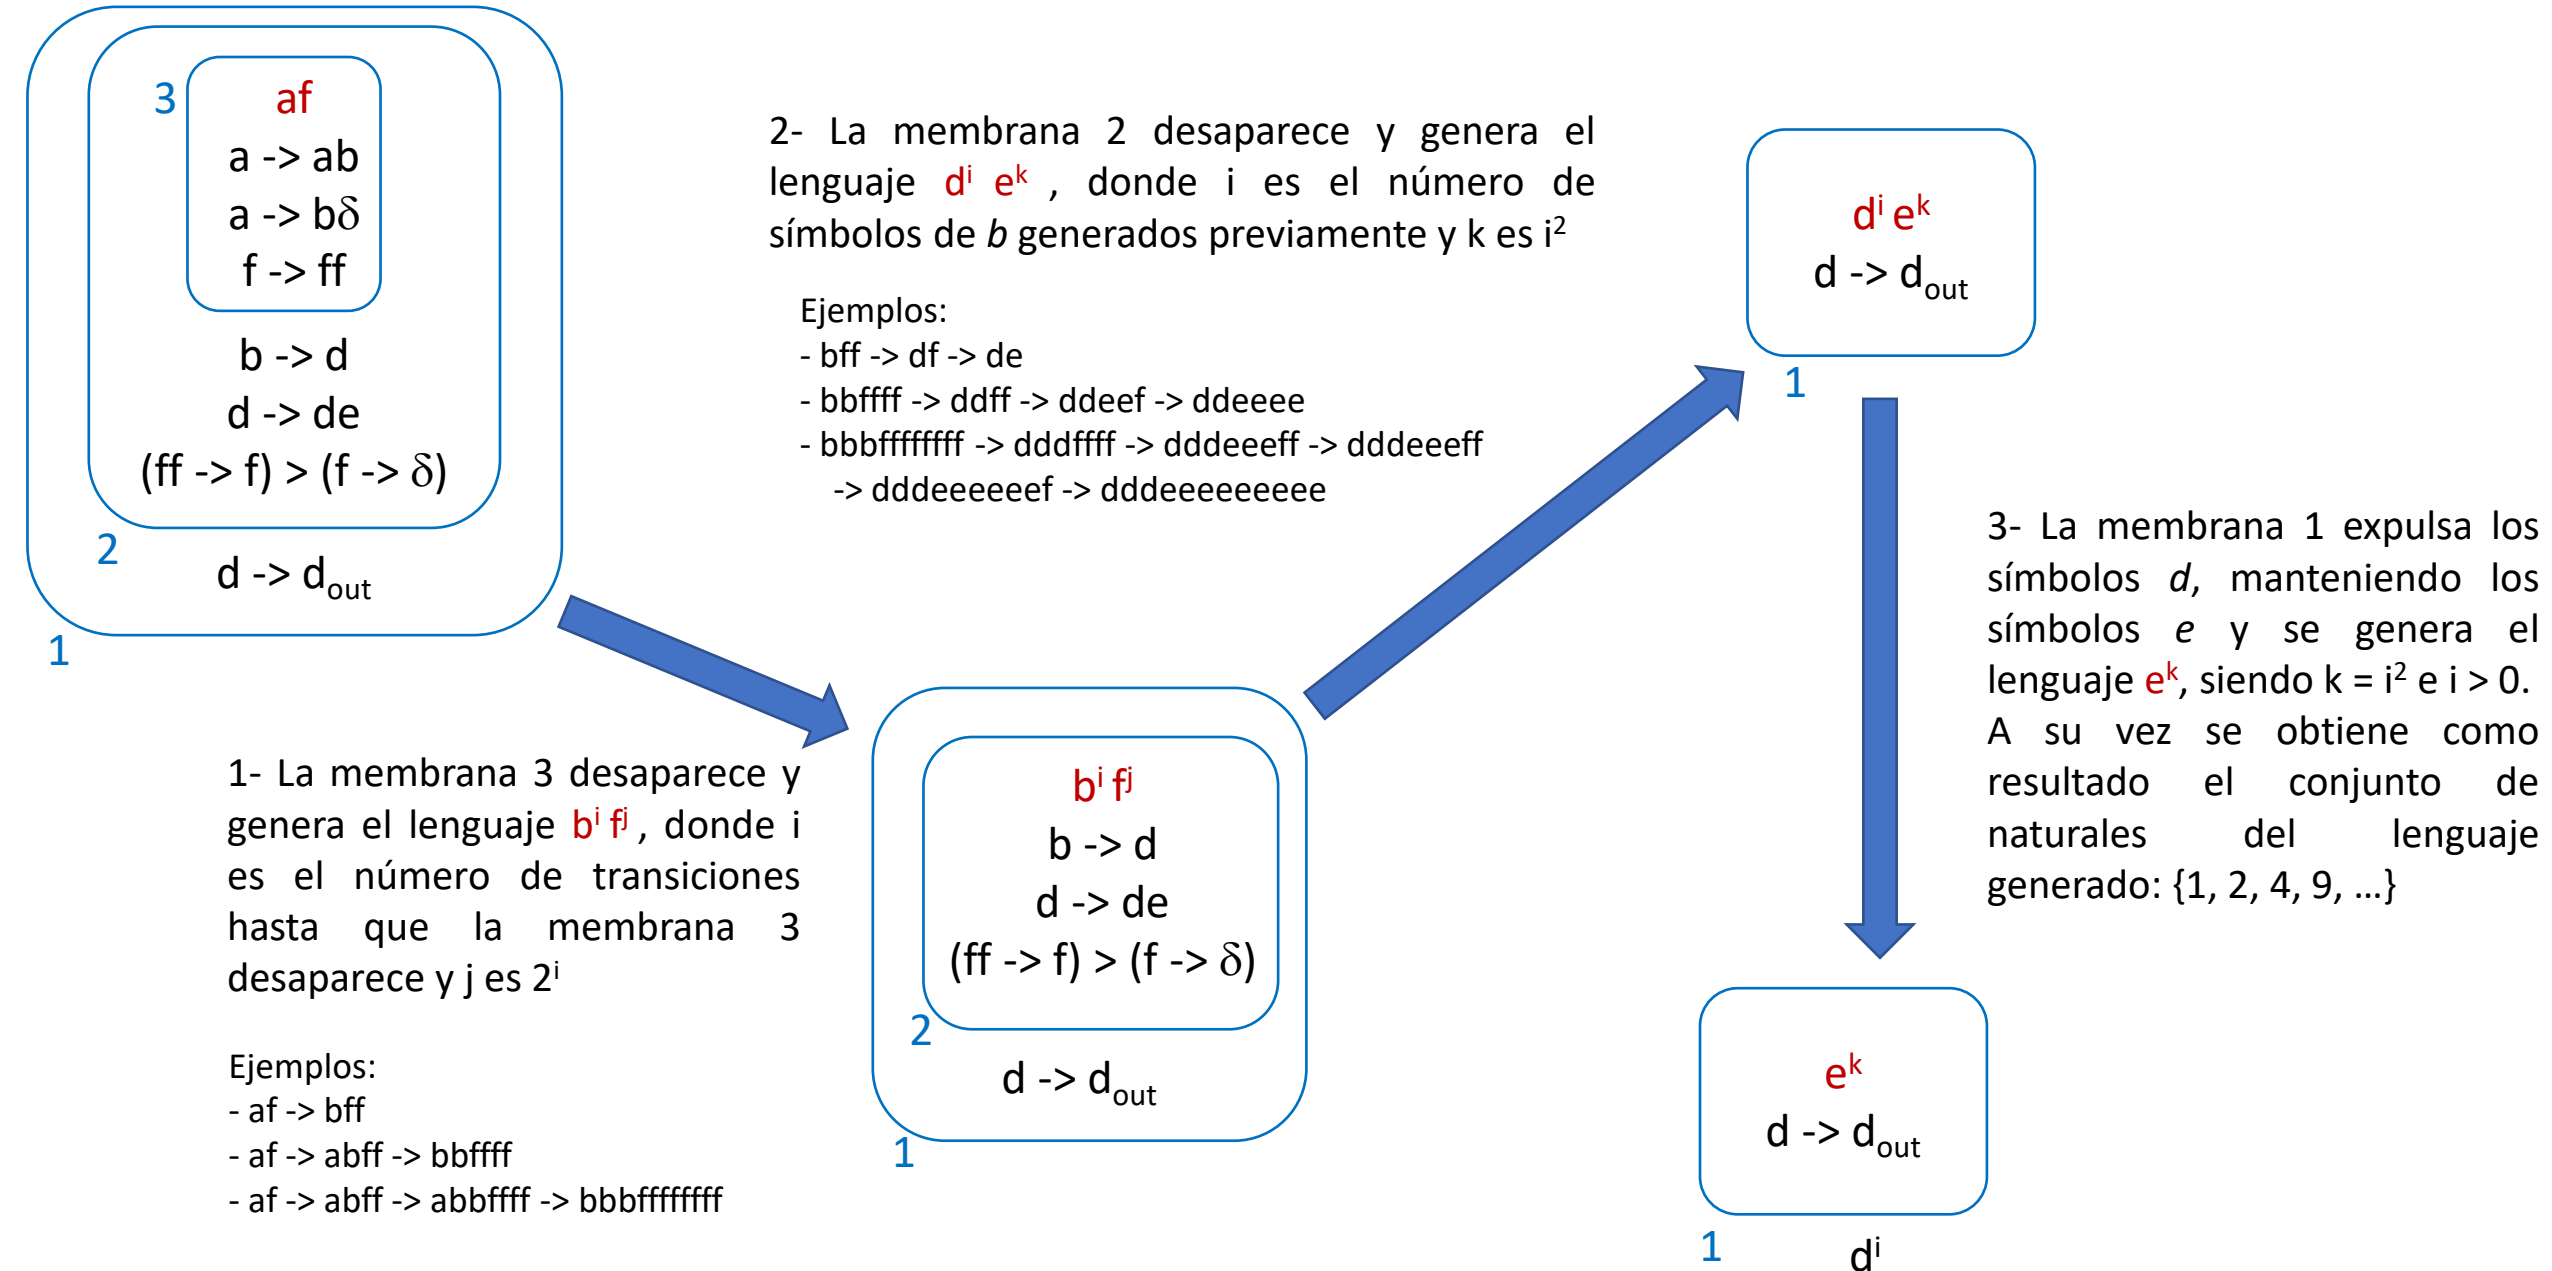 3
af
a -> ab
a -> bδ
f -> ff
b -> d
d -> de
(ff -> f) > (f -> δ)
2
d -> dout
1
1- La membrana 3 desaparece y
genera el lenguaje bⁱ fʲ , donde i
es el número de transiciones
hasta que la membrana 3
desaparece y j es 2ⁱ
Ejemplos:
- af -> bff
- af -> abff -> bbffff
- af -> abff -> abbffff -> bbbffffffff
2- La membrana 2 desaparece y genera el
lenguaje dⁱ eᵏ , donde i es el número de
símbolos de b generados previamente y k es i²
Ejemplos:
- bff -> df -> de
- bbffff -> ddff -> ddeef -> ddeeee
- bbbffffffff -> dddffff -> dddeeeff -> dddeeeff
-> dddeeeeeef -> dddeeeeeeeee
bⁱ fʲ
b -> d
d -> de
(ff -> f) > (f -> δ)
2
d -> dout
1
dⁱ eᵏ
d -> dout
1
3- La membrana 1 expulsa los
símbolos d, manteniendo los
símbolos e y se genera el
lenguaje eᵏ, siendo k = i² e i > 0.
A su vez se obtiene como
resultado el conjunto de
naturales del lenguaje
generado: {1, 2, 4, 9, …}
eᵏ
d -> dout
1
dⁱ